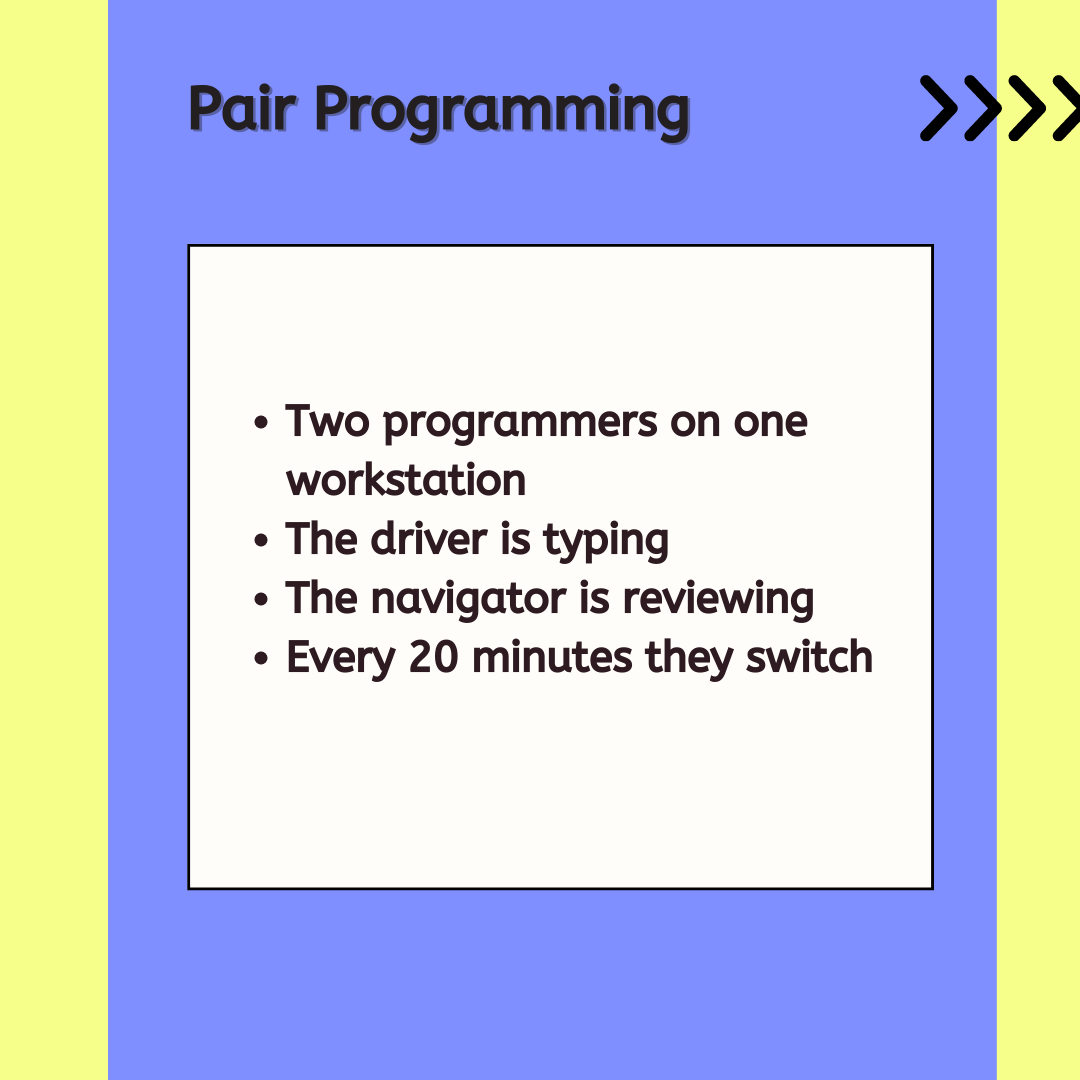 Pair Programming
• Two programmers on one
workstation
• The driver is typing
• The navigator is reviewing
• Every 20 minutes they switch